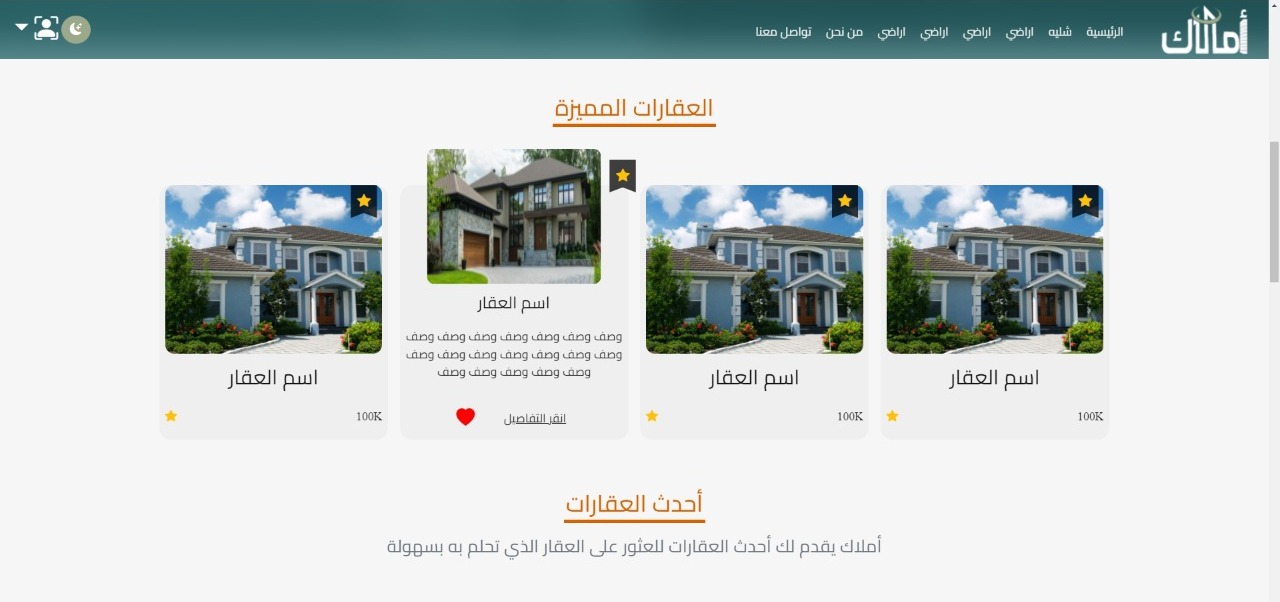 أملاك
الرئيسية شليه اراضي اراضي اراضي اراضي من نحن تواصل معنا
العقارات المميزة
اسم العقار
100K
اسم العقار
100K
اسم العقار
وصف وصف وصف وصف وصف وصف وصف
وصف وصف وصف وصف وصف وصف وصف
وصف وصف وصف وصف وصف
انقر التفاصيل
اسم العقار
100K
أحدث العقارات
أملاك يقدم لك أحدث العقارات للعثور على العقار الذي تحلم به بسهولة